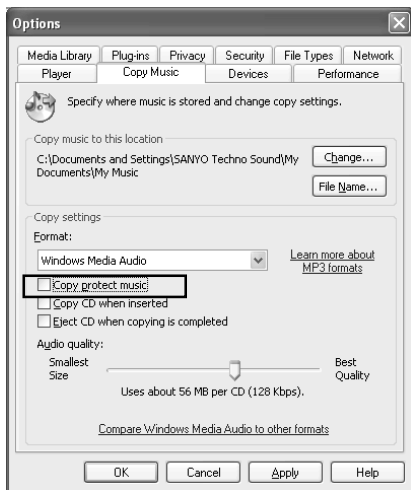 Options
Media Library Plug-ins Privacy Security File Types Network
Player Copy Music Devices Performance
Specify where music is stored and change copy settings.
Copy music to this location
C:\Documents and Settings\SANYO Techno Sound\My
Documents\My Music
Change...
File Name...
Copy settings
Format:
Windows Media Audio
Learn more about
MP3 formats
Copy protect music
Copy CD when inserted
Eject CD when copying is completed
Audio quality:
Smallest
Size
Best
Quality
Uses about 56 MB per CD (128 Kbps).
Compare Windows Media Audio to other formats
OK Cancel Apply Help